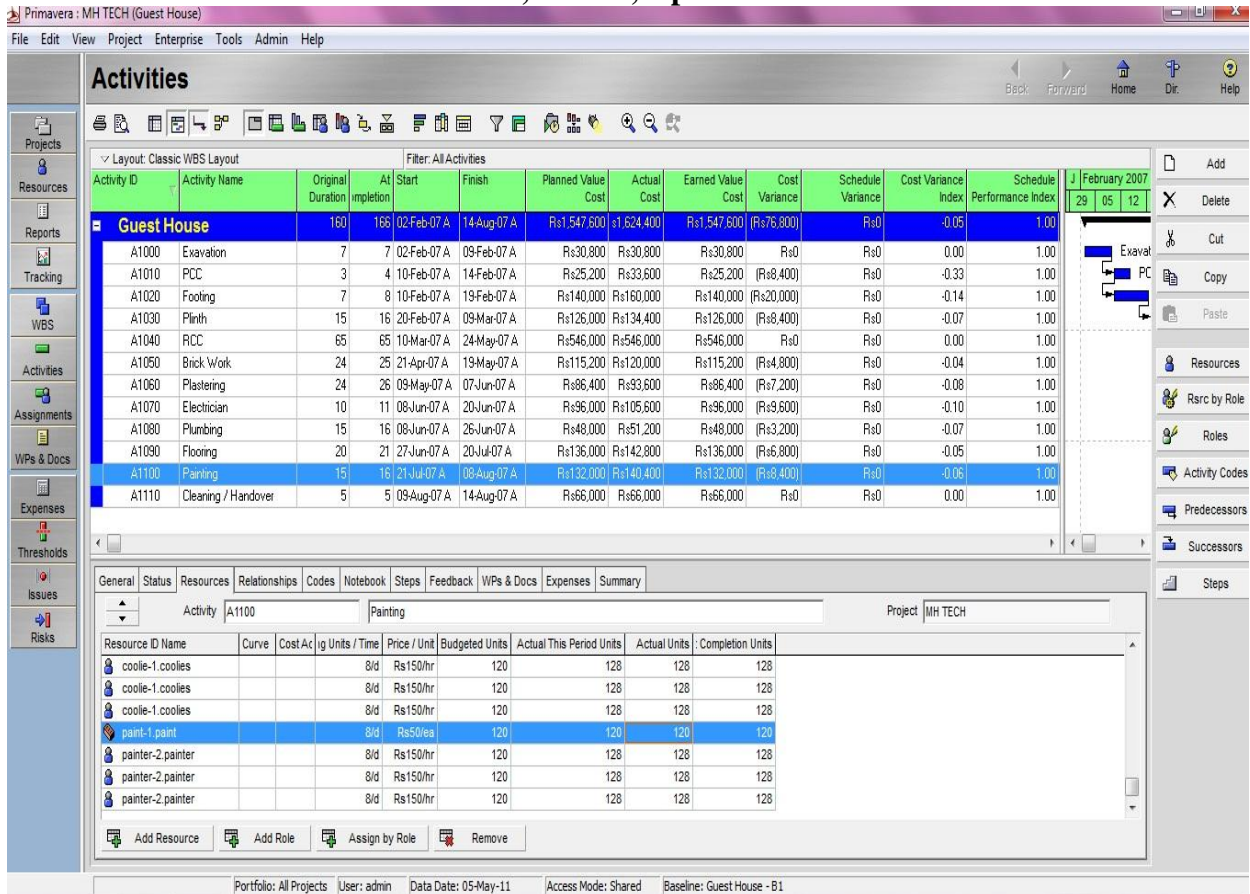 Primavera : MH TECH (Guest House)
File Edit View Project Enterprise Tools Admin Help
Activities
Back Forward Home Dir. Help
Projects
Resources
Reports
Tracking
WBS
Activities
Assignments
WPs & Docs
Expenses
Thresholds
Issues
Risks
Layout: Classic WBS Layout Filter: All Activities
Activity ID Activity Name Original Duration At mpletion Start Finish Planned Value Cost Actual Cost Earned Value Cost Cost Variance Schedule Variance Cost Variance Index Schedule Performance Index J February 2007
29 05 12
Guest House 160 166 02-Feb-07 A 14-Aug-07 A Rs1,547,600 s1,624,400 Rs1,547,600 (Rs76,800) Rs0 -0.05 1.00
A1000 Exavation 7 7 02-Feb-07 A 09-Feb-07 A Rs30,800 Rs30,800 Rs30,800 Rs0 Rs0 0.00 1.00 Exavat
A1010 PCC 3 4 10-Feb-07 A 14-Feb-07 A Rs25,200 Rs33,600 Rs25,200 (Rs8,400) Rs0 -0.33 1.00 PC
A1020 Footing 7 8 10-Feb-07 A 19-Feb-07 A Rs140,000 Rs160,000 Rs140,000 (Rs20,000) Rs0 -0.14 1.00
A1030 Plinth 15 16 20-Feb-07 A 09-Mar-07 A Rs126,000 Rs134,400 Rs126,000 (Rs8,400) Rs0 -0.07 1.00
A1040 RCC 65 65 10-Mar-07 A 24-May-07 A Rs546,000 Rs546,000 Rs546,000 Rs0 Rs0 0.00 1.00
A1050 Brick Work 24 25 21-Apr-07 A 19-May-07 A Rs115,200 Rs120,000 Rs115,200 (Rs4,800) Rs0 -0.04 1.00
A1060 Plastering 24 26 09-May-07 A 07-Jun-07 A Rs86,400 Rs93,600 Rs86,400 (Rs7,200) Rs0 -0.08 1.00
A1070 Electrician 10 11 08-Jun-07 A 20-Jun-07 A Rs96,000 Rs105,600 Rs96,000 (Rs9,600) Rs0 -0.10 1.00
A1080 Plumbing 15 16 08-Jun-07 A 26-Jun-07 A Rs48,000 Rs51,200 Rs48,000 (Rs3,200) Rs0 -0.07 1.00
A1090 Flooring 20 21 27-Jun-07 A 20-Jul-07 A Rs136,000 Rs142,800 Rs136,000 (Rs6,800) Rs0 -0.05 1.00
A1100 Painting 15 16 21-Jul-07 A 08-Aug-07 A Rs132,000 Rs140,400 Rs132,000 (Rs8,400) Rs0 -0.06 1.00
A1110 Cleaning / Handover 5 5 09-Aug-07 A 14-Aug-07 A Rs66,000 Rs66,000 Rs66,000 Rs0 Rs0 0.00 1.00
General Status Resources Relationships Codes Notebook Steps Feedback WPs & Docs Expenses Summary
Activity A1100 Painting Project MH TECH
Resource ID Name Curve Cost Ac ıg Units / Time Price / Unit Budgeted Units Actual This Period Units Actual Units : Completion Units
coolie-1.coolies 8/d Rs150/hr 120 128 128 128
coolie-1.coolies 8/d Rs150/hr 120 128 128 128
coolie-1.coolies 8/d Rs150/hr 120 128 128 128
paint-1.paint 8/d Rs50/ea 120 120 120 120
painter-2.painter 8/d Rs150/hr 120 128 128 128
painter-2.painter 8/d Rs150/hr 120 128 128 128
painter-2.painter 8/d Rs150/hr 120 128 128 128
Add Resource Add Role Assign by Role Remove
Add
Delete
Cut
Copy
Paste
Resources
Rsrc by Role
Roles
Activity Codes
Predecessors
Successors
Steps
Portfolio: All Projects User: admin Data Date: 05-May-11 Access Mode: Shared Baseline: Guest House - B1